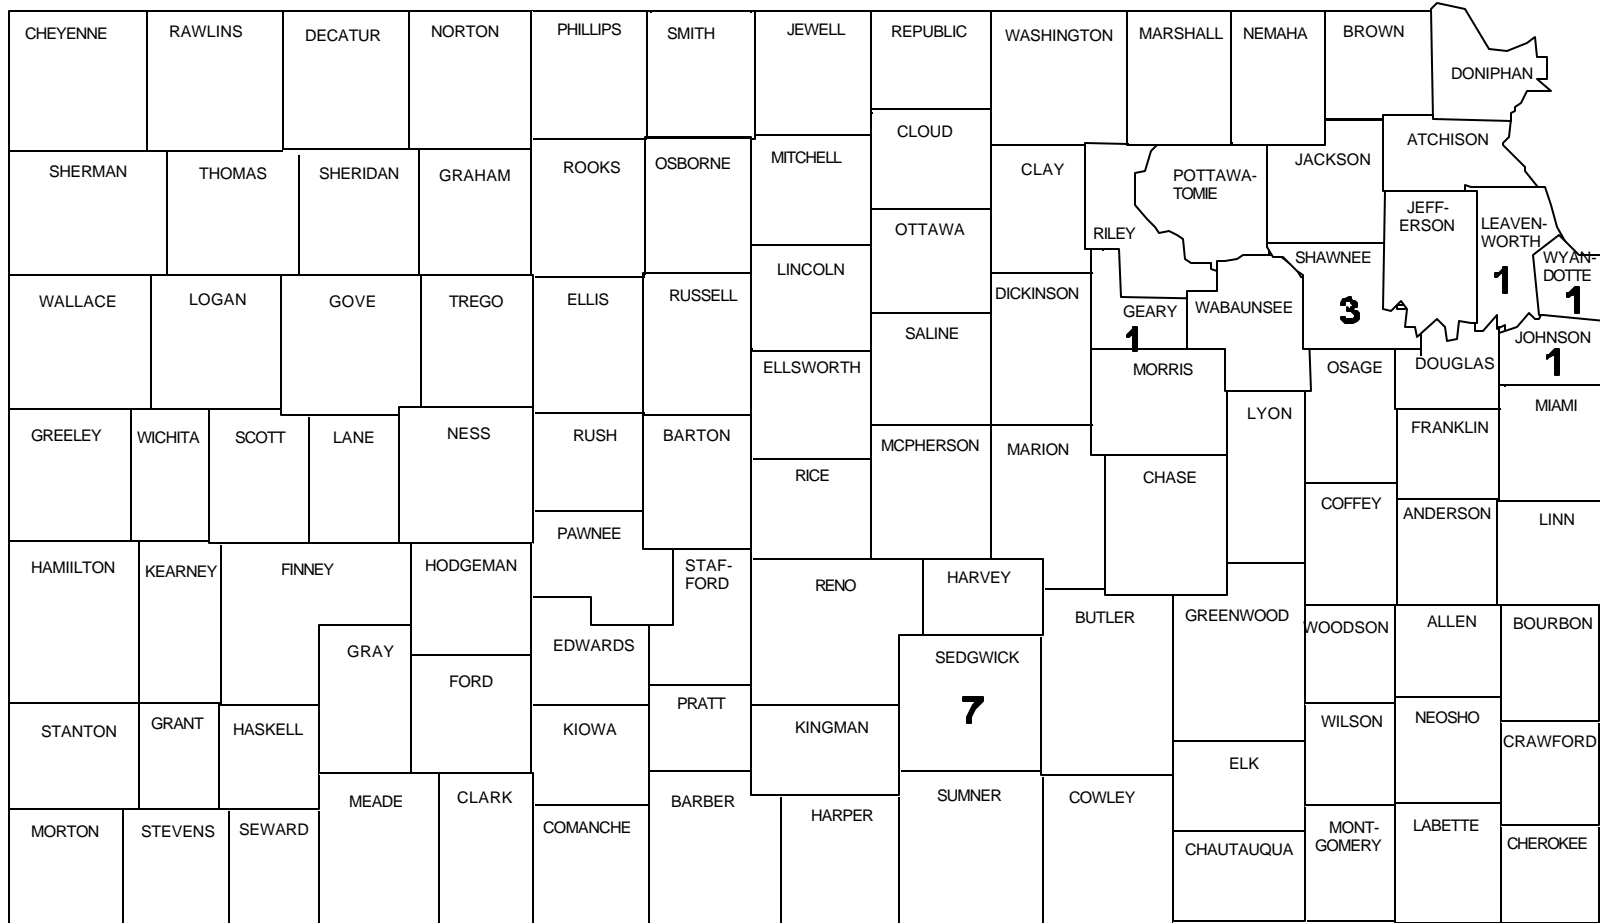 CHEYENNE
RAWLINS
DECATUR
NORTON
PHILLIPS
SMITH
JEWELL
REPUBLIC
WASHINGTON
MARSHALL
NEMAHA
BROWN
DONIPHAN
SHERMAN
THOMAS
SHERIDAN
GRAHAM
ROOKS
OSBORNE
MITCHELL
CLOUD
CLAY
RILEY
POTTAWA-
TOMIE
JACKSON
ATCHISON
OTTAWA
JEFF-
ERSON
LEAVEN-
WORTH
1
WYAN-
DOTTE
1
WALLACE
LOGAN
GOVE
TREGO
ELLIS
RUSSELL
LINCOLN
SALINE
DICKINSON
GEARY
1
WABAUNSEE
SHAWNEE
3
DOUGLAS
JOHNSON
1
ELLSWORTH
MORRIS
OSAGE
MIAMI
GREELEY
WICHITA
SCOTT
LANE
NESS
RUSH
BARTON
RICE
MCPHERSON
MARION
CHASE
LYON
FRANKLIN
COFFEY
ANDERSON
LINN
HAMIILTON
KEARNEY
FINNEY
HODGEMAN
PAWNEE
STAF-
FORD
RENO
HARVEY
BUTLER
GREENWOOD
WOODSON
ALLEN
BOURBON
GRAY
FORD
EDWARDS
SEDGWICK
7
STANTON
GRANT
HASKELL
KIOWA
PRATT
KINGMAN
ELK
WILSON
NEOSHO
CRAWFORD
MORTON
STEVENS
SEWARD
MEADE
CLARK
COMANCHE
BARBER
HARPER
SUMNER
COWLEY
CHAUTAUQUA
MONT-
GOMERY
LABETTE
CHEROKEE